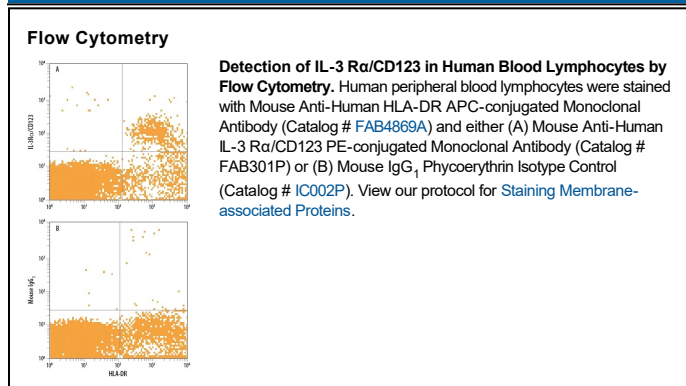 Flow Cytometry
Detection of IL-3 Rα/CD123 in Human Blood Lymphocytes by
Flow Cytometry. Human peripheral blood lymphocytes were stained
with Mouse Anti-Human HLA-DR APC-conjugated Monoclonal
Antibody (Catalog # FAB4869A) and either (A) Mouse Anti-Human
IL-3 Rα/CD123 PE-conjugated Monoclonal Antibody (Catalog #
FAB301P) or (B) Mouse IgG1 Phycoerythrin Isotype Control
(Catalog # IC002P). View our protocol for Staining Membrane-
associated Proteins.
A
IL-3Rα/CD123
B
Mouse IgG1
HLA-DR